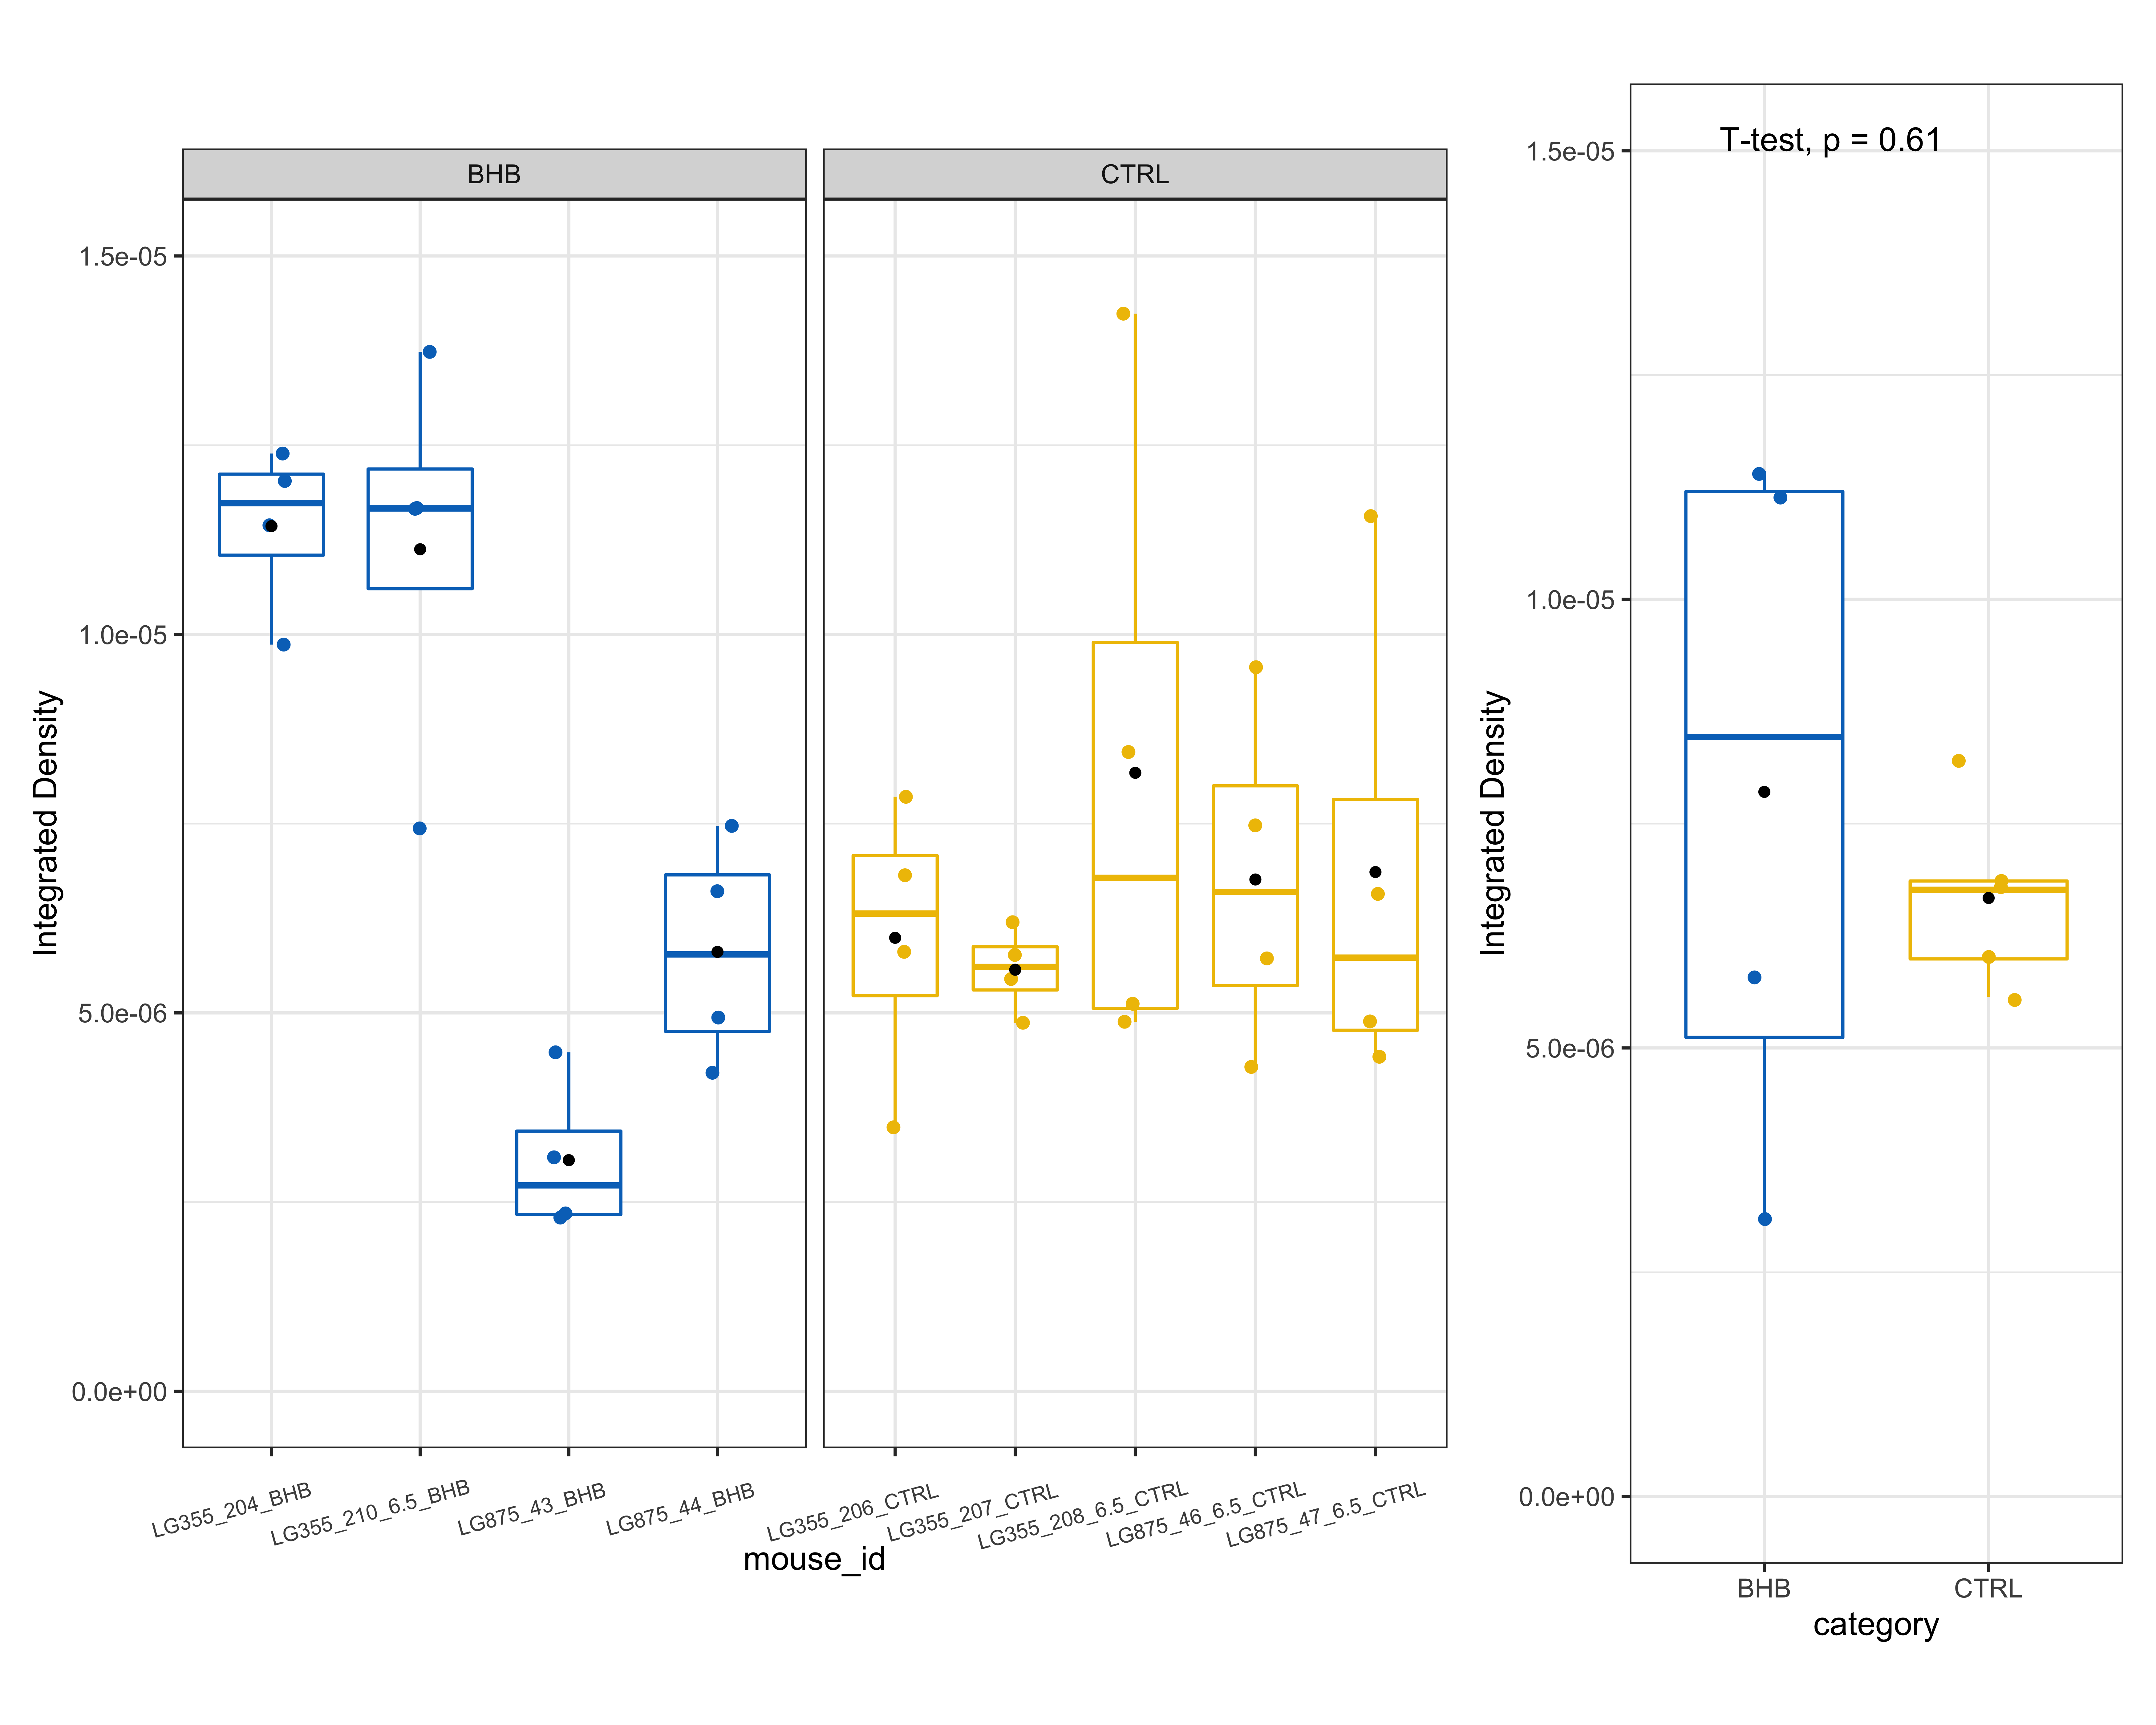 BHB
CTRL
Integrated Density
1.5e-05
1.0e-05
5.0e-06
0.0e+00
LG355_204_BHB
LG355_210_6.5_BHB
LG875_43_BHB
LG875_44_BHB
LG355_206_CTRL
LG355_207_CTRL
LG355_208_6.5_CTRL
LG875_46_6.5_CTRL
LG875_47_6.5_CTRL
mouse_id
T-test, p = 0.61
Integrated Density
1.5e-05
1.0e-05
5.0e-06
0.0e+00
BHB
CTRL
category